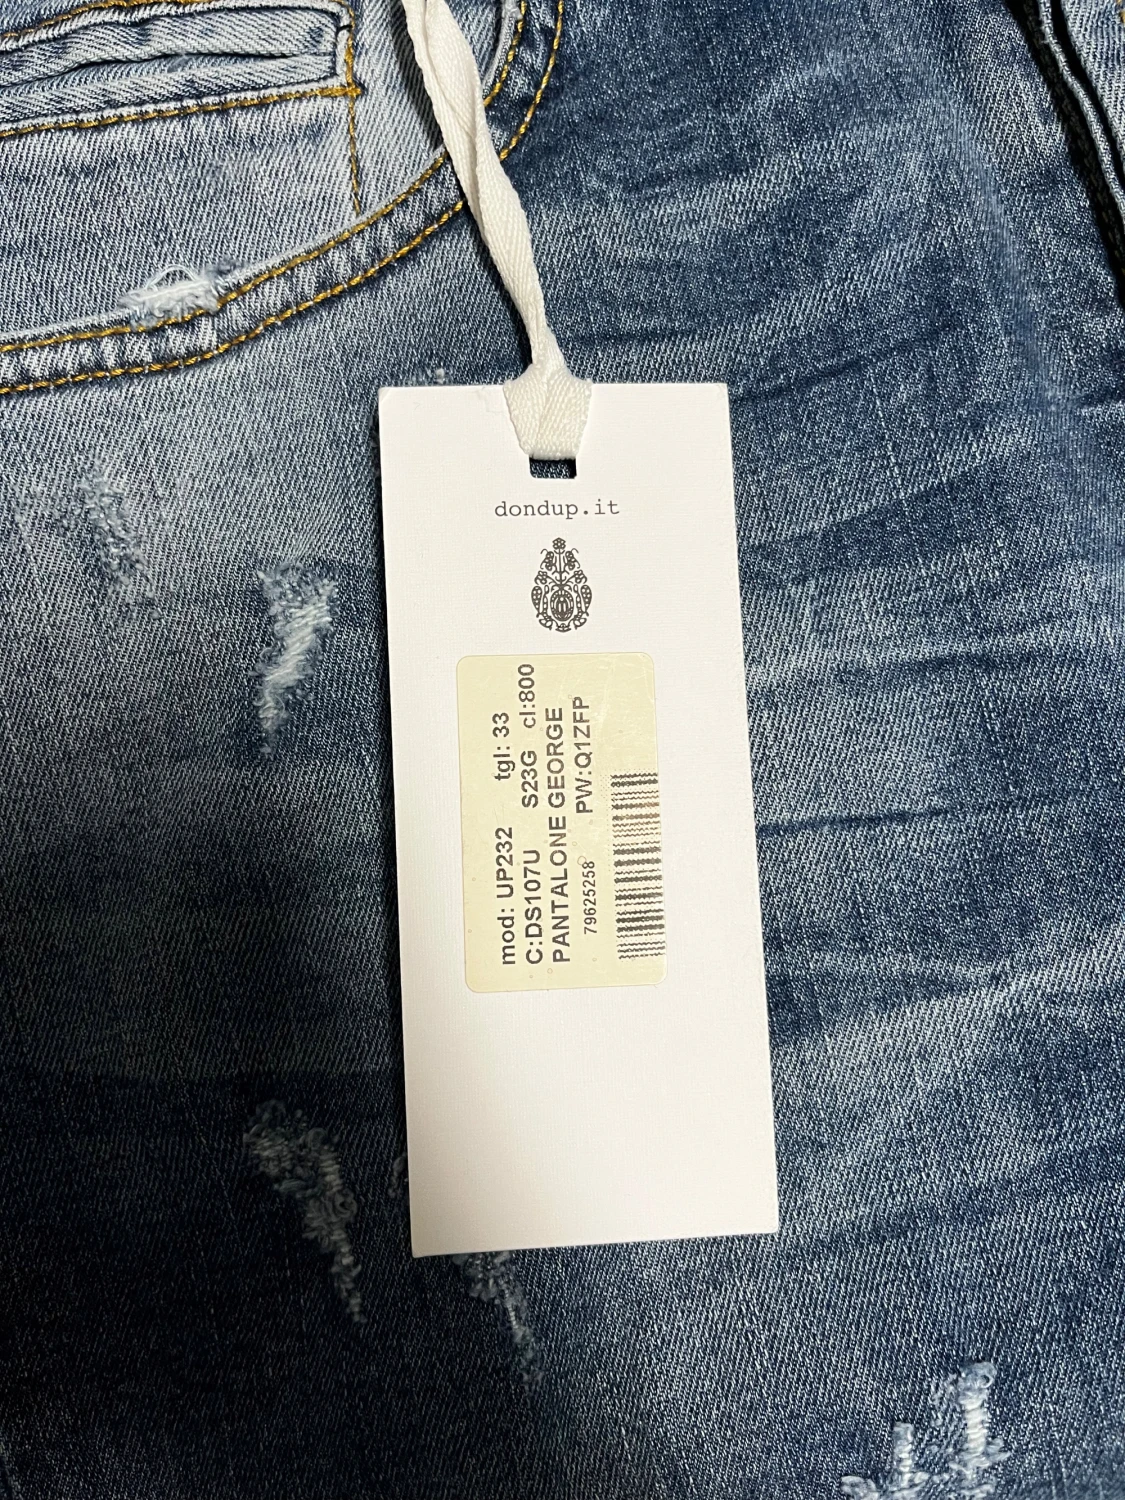 dondup.it
mod: UP232 tgl: 33
C:DS107U S23G cl:800
PANTALONE GEORGE
79625258 PW:Q1ZFP